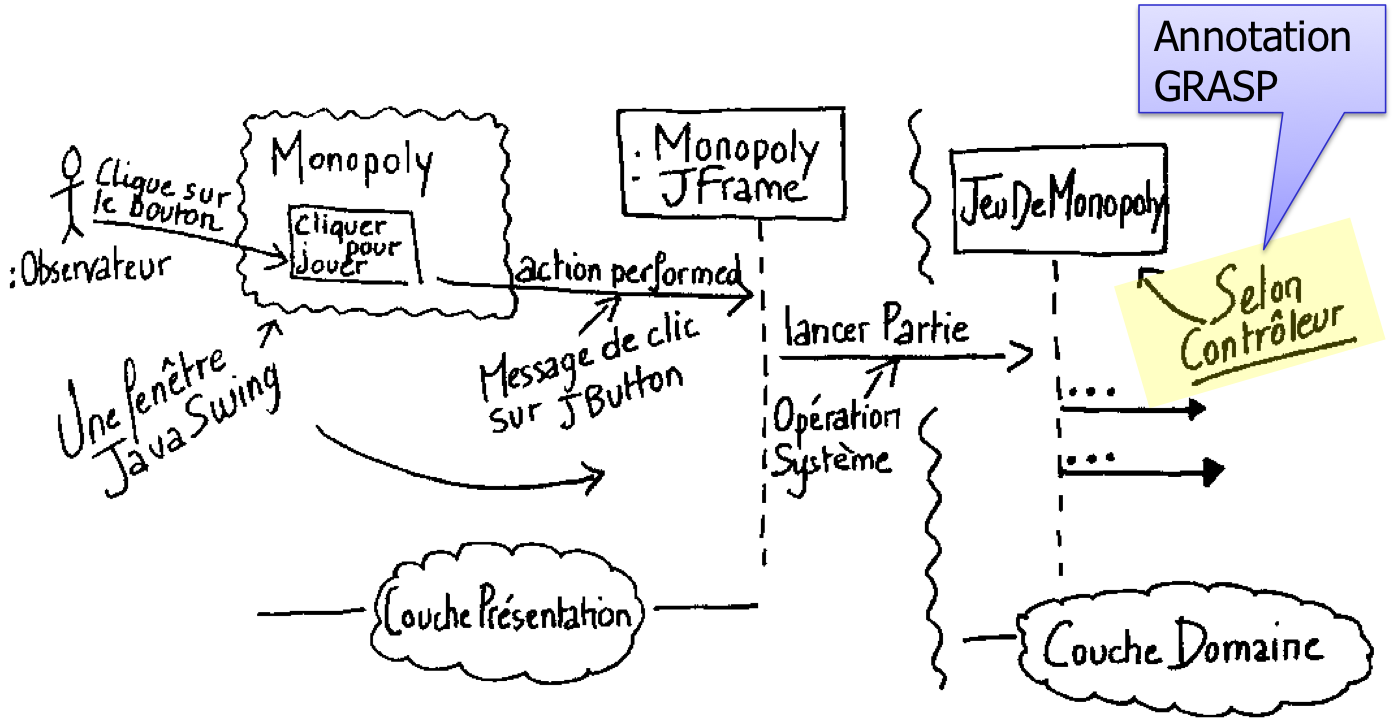 Annotation
GRASP
Monopoly
: Monopoly
JFrame
JeuDeMonopoly
Clique sur
le bouton
cliquer
pour
jouer
:Observateur
action performed
Selon
Contrôleur
lancer Partie
Message de clic
sur JButton
Une fenêtre
Java Swing
...
Opération
Système
...
Couche Présentation
Couche Domaine